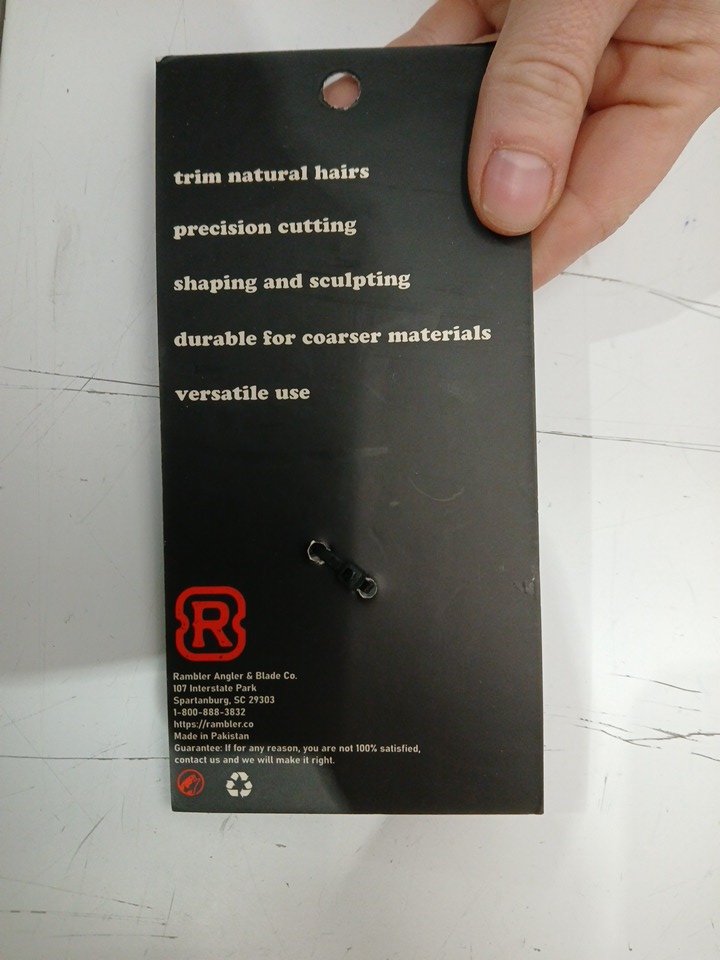 trim natural hairs
precision cutting
shaping and sculpting
durable for coarser materials
versatile use
R
Rambler Angler & Blade Co.
107 Interstate Park
Spartanburg, SC 29303
1-800-888-3832
https://rambler.co
Made in Pakistan
Guarantee: If for any reason, you are not 100% satisfied,
contact us and we will make it right.